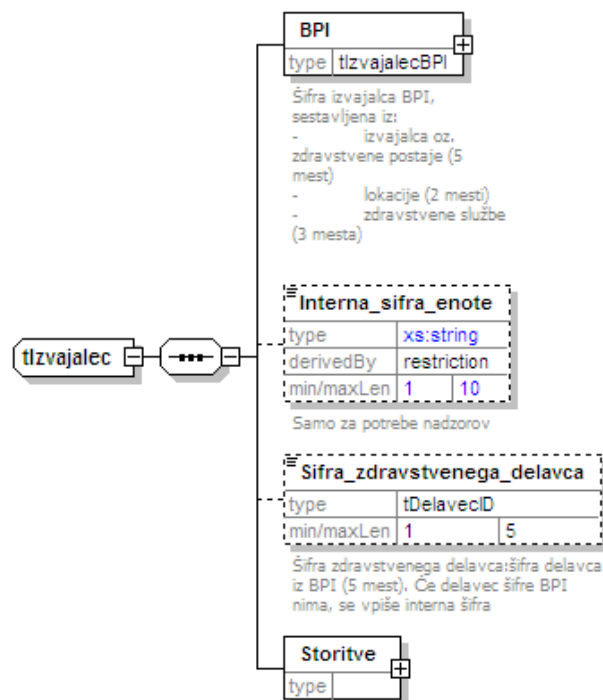 BPI
type tIzvajalecBPI
Šifra izvajalca BPI,
sestavljena iz:
- izvajalca oz.
zdravstvene postaje (5
mest)
- lokacije (2 mesti)
- zdravstvene službe
(3 mesta)
Interna_sifra_enote
type xs:string
derivedBy restriction
min/maxLen 1 10
Samo za potrebe nadzorov
tIzvajalec
Sifra_zdravstvenega_delavca
type tDelavecID
min/maxLen 1 5
Šifra zdravstvenega delavca:šifra delavca
iz BPI (5 mest). Če delavec šifre BPI
nima, se vpiše interna šifra
Storitve
type